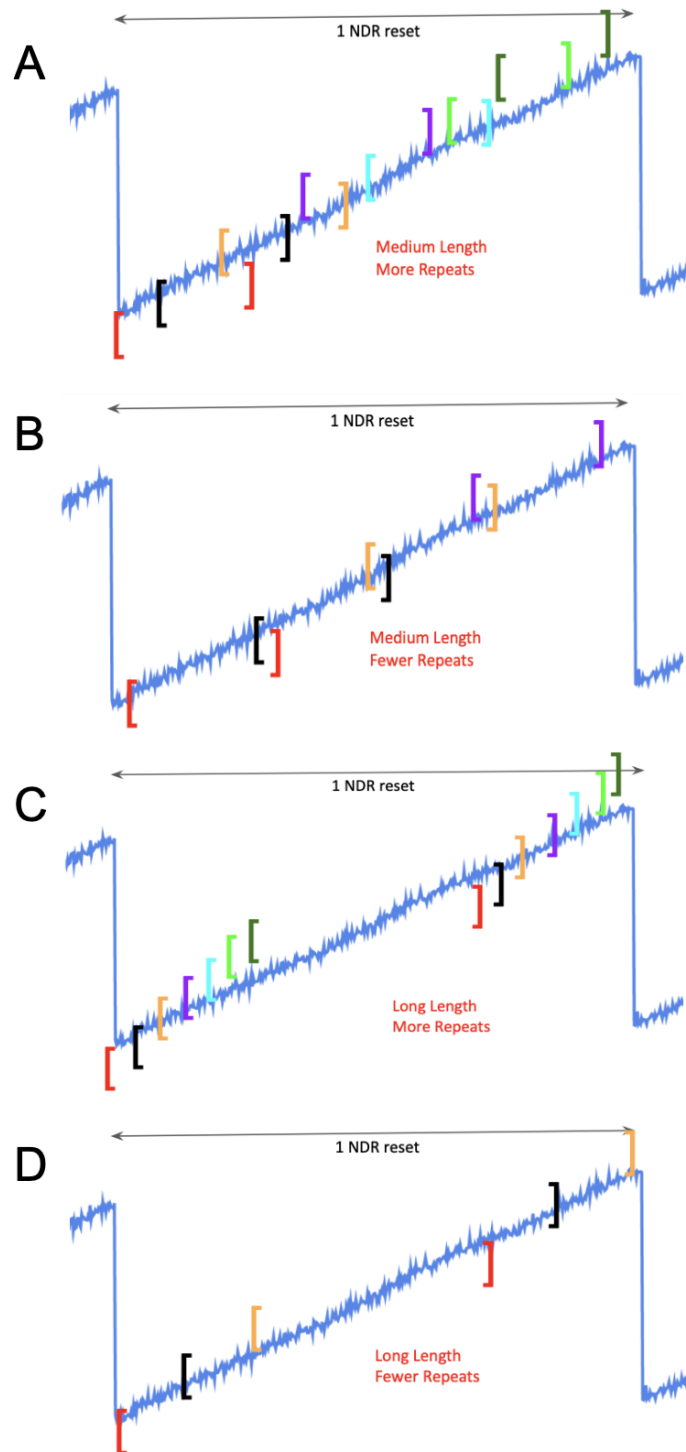 1 NDR reset
A
Medium Length
More Repeats
1 NDR reset
B
Medium Length
Fewer Repeats
1 NDR reset
C
Long Length
More Repeats
1 NDR reset
D
Long Length
Fewer Repeats